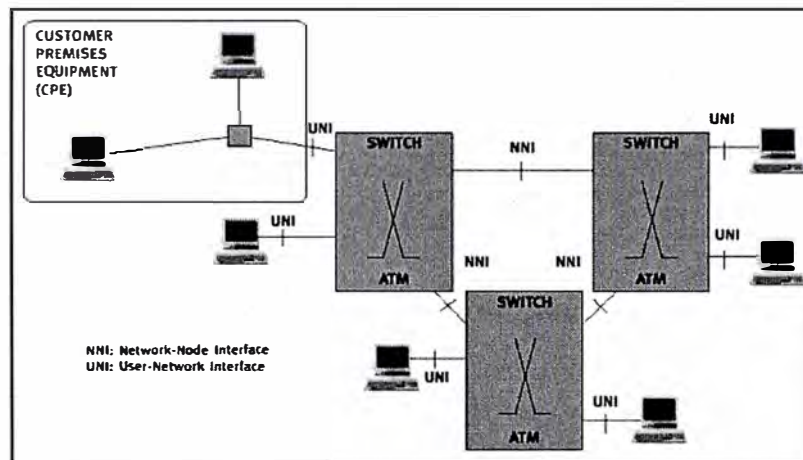 CUSTOMER
PREMISES
EQUIPMENT
(CPE)
UNI
SWITCH
ATM
NNI
SWITCH
ATM
UNI
UNI
UNI
NNI
NNI
SWITCH
ATM
UNI
UNI
NNI: Network-Node Interface
UNI: User-Network Interface